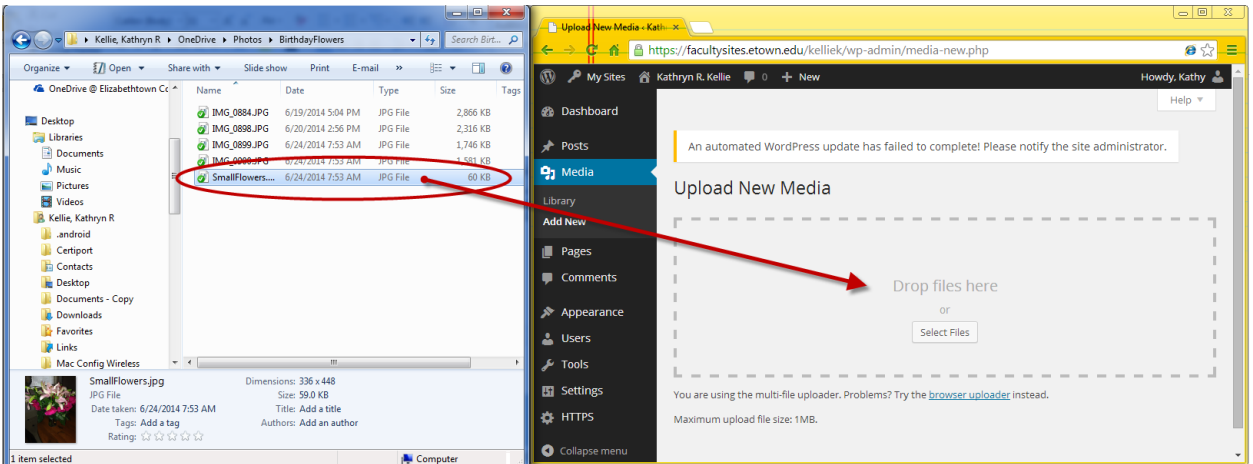 Kellie, Kathryn R ▸ OneDrive ▸ Photos ▸ BirthdayFlowers
Search Birt...
Organize Open Share with Slide show Print E-mail »
OneDrive @ Elizabethtown Co
Desktop
Libraries
Documents
Music
Pictures
Videos
Kellie, Kathryn R
.android
Certiport
Contacts
Desktop
Documents - Copy
Downloads
Favorites
Links
Mac Config Wireless
Name Date Type Size Tags
IMG_0884.JPG 6/19/2014 5:04 PM JPG File 2,866 KB
IMG_0898.JPG 6/20/2014 2:56 PM JPG File 2,316 KB
IMG_0899.JPG 6/24/2014 7:53 AM JPG File 1,746 KB
6/24/2014 7:53 AM JPG File 1,581 KB
SmallFlowers.... 6/24/2014 7:53 AM JPG File 60 KB
SmallFlowers.jpg
JPG File
Date taken: 6/24/2014 7:53 AM
Tags: Add a tag
Rating:
Dimensions: 336 x 448
Size: 59.0 KB
Title: Add a title
Authors: Add an author
1 item selected
Computer
Upload New Media ‹ Kath
https://facultysites.etown.edu/kelliek/wp-admin/media-new.php
My Sites Kathryn R. Kellie 0 + New Howdy, Kathy
Dashboard
Posts
Media
Library
Add New
Pages
Comments
Appearance
Users
Tools
Settings
HTTPS
Collapse menu
Help
An automated WordPress update has failed to complete! Please notify the site administrator.
Upload New Media
Drop files here
or
Select Files
You are using the multi-file uploader. Problems? Try the browser uploader instead.
Maximum upload file size: 1MB.